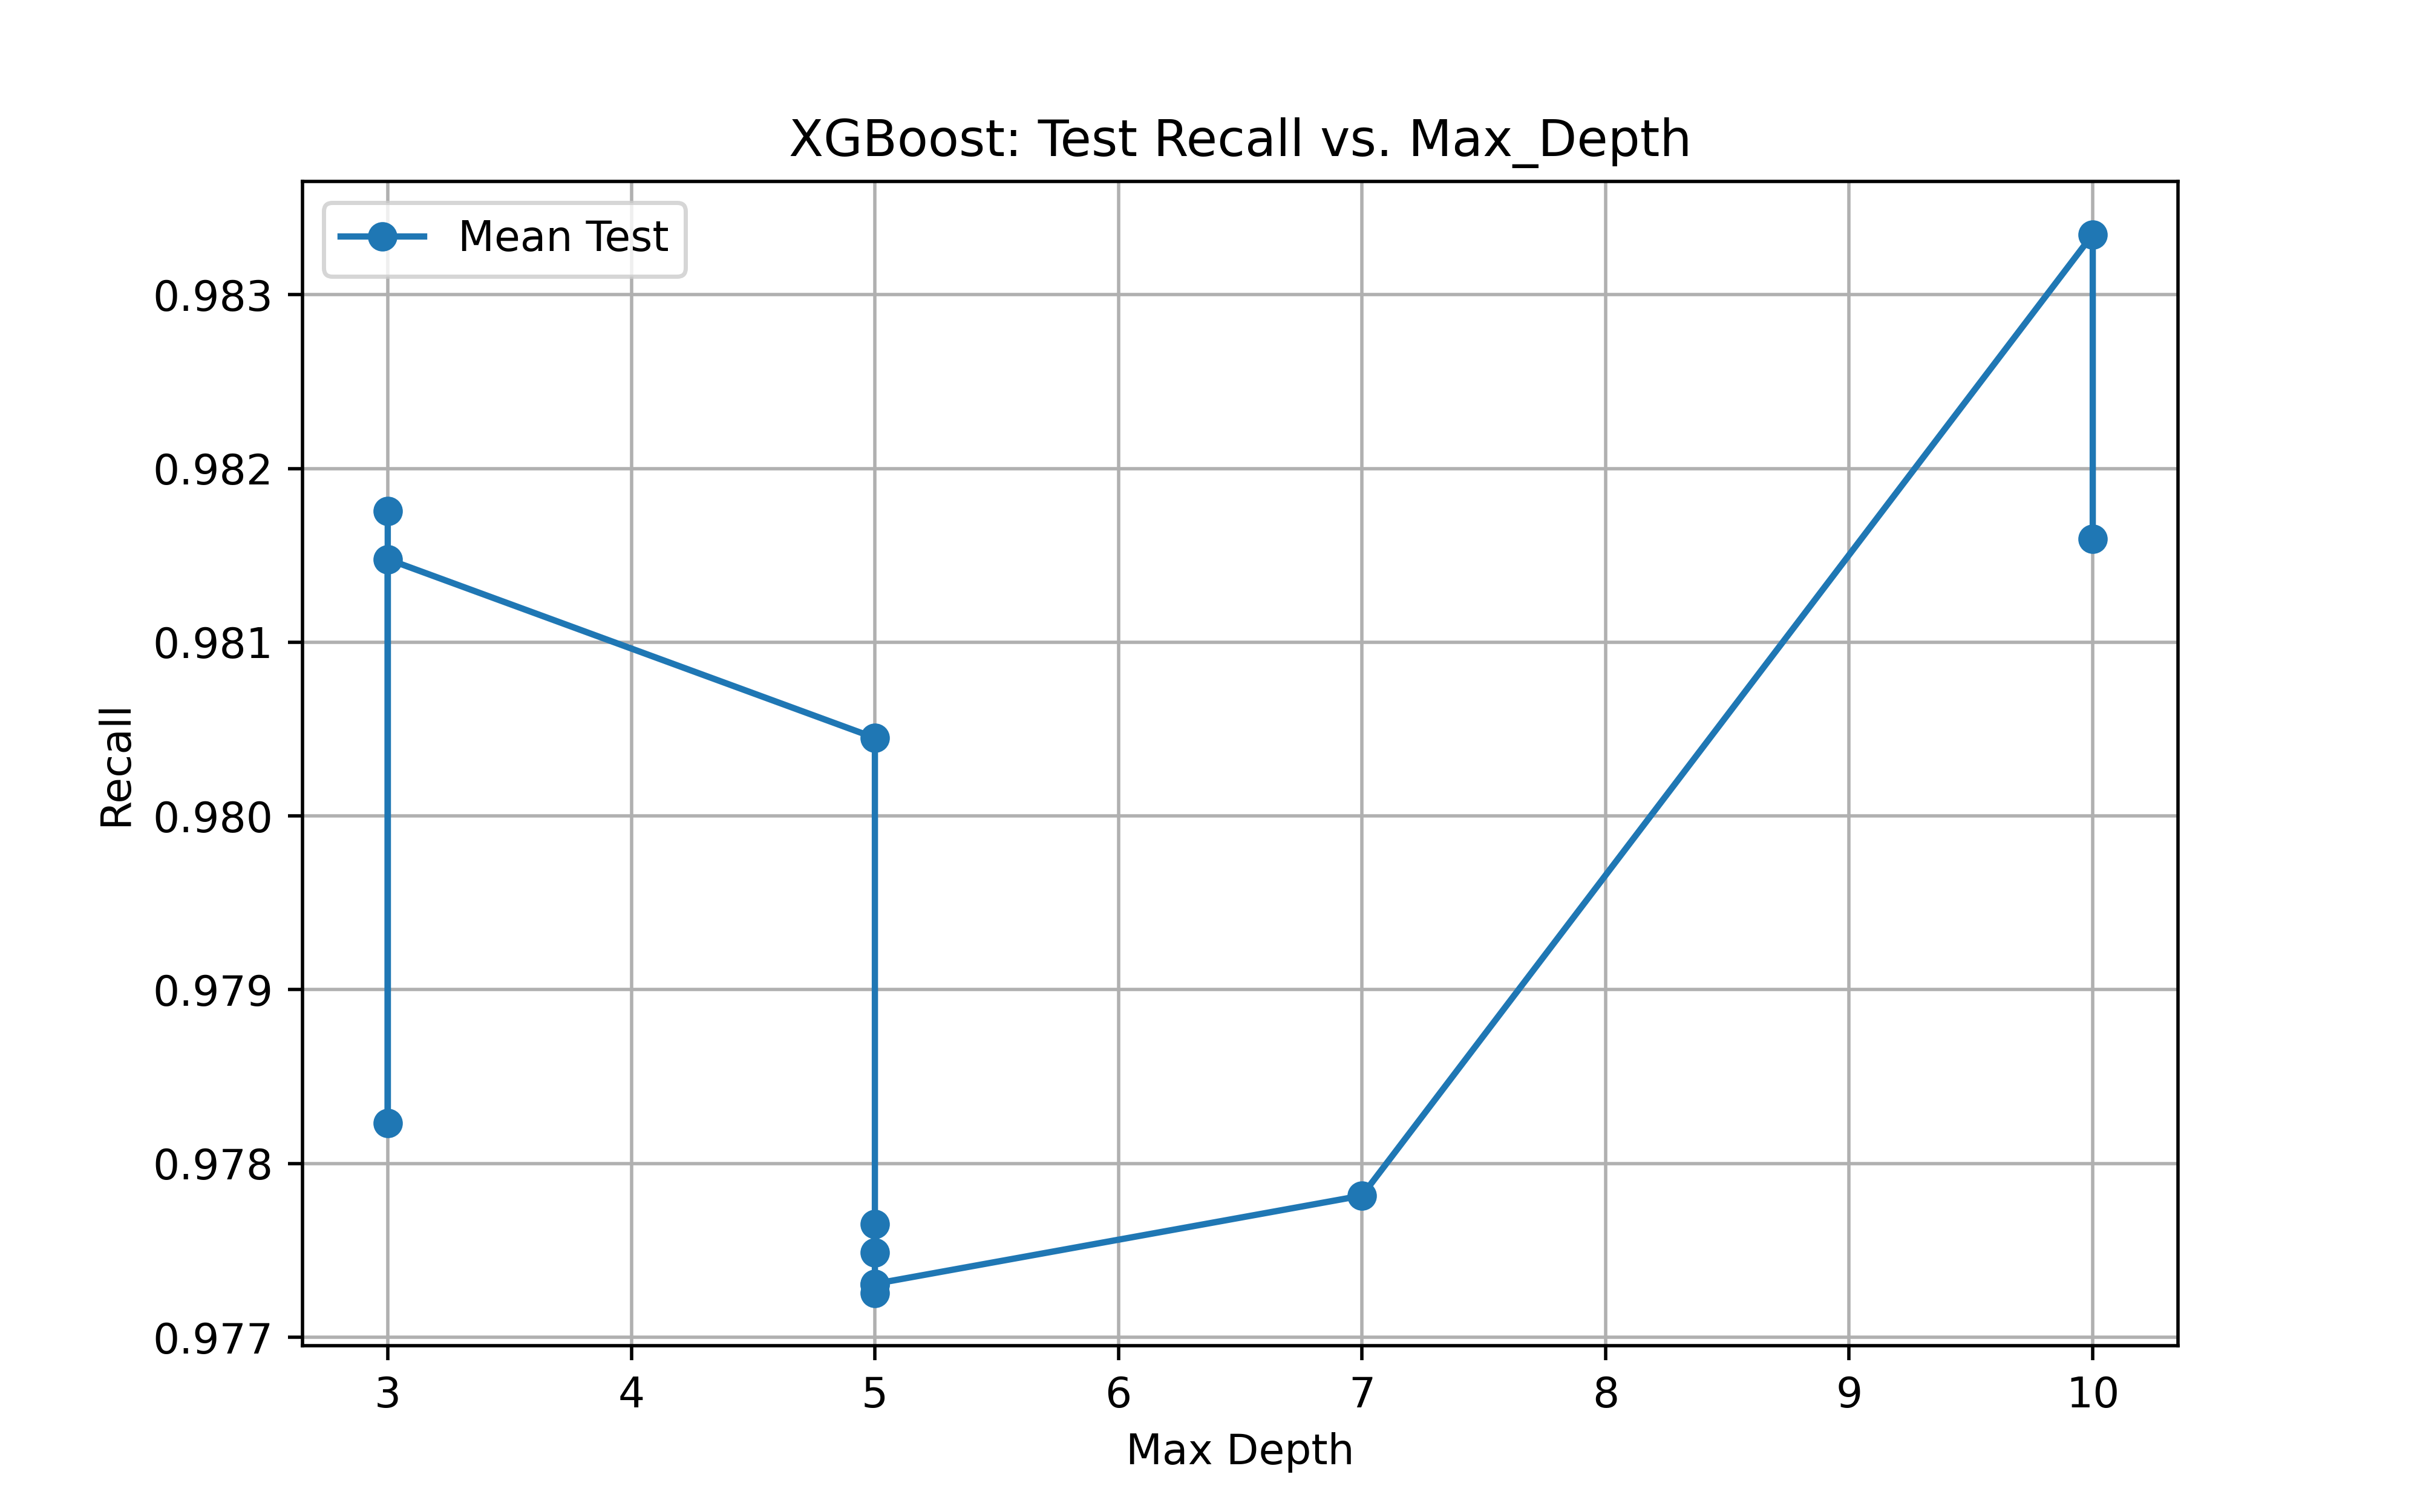 XGBoost: Test Recall vs. Max_Depth
Mean Test
Recall
0.983
0.982
0.981
0.980
0.979
0.978
0.977
3 4 5 6 7 8 9 10
Max Depth